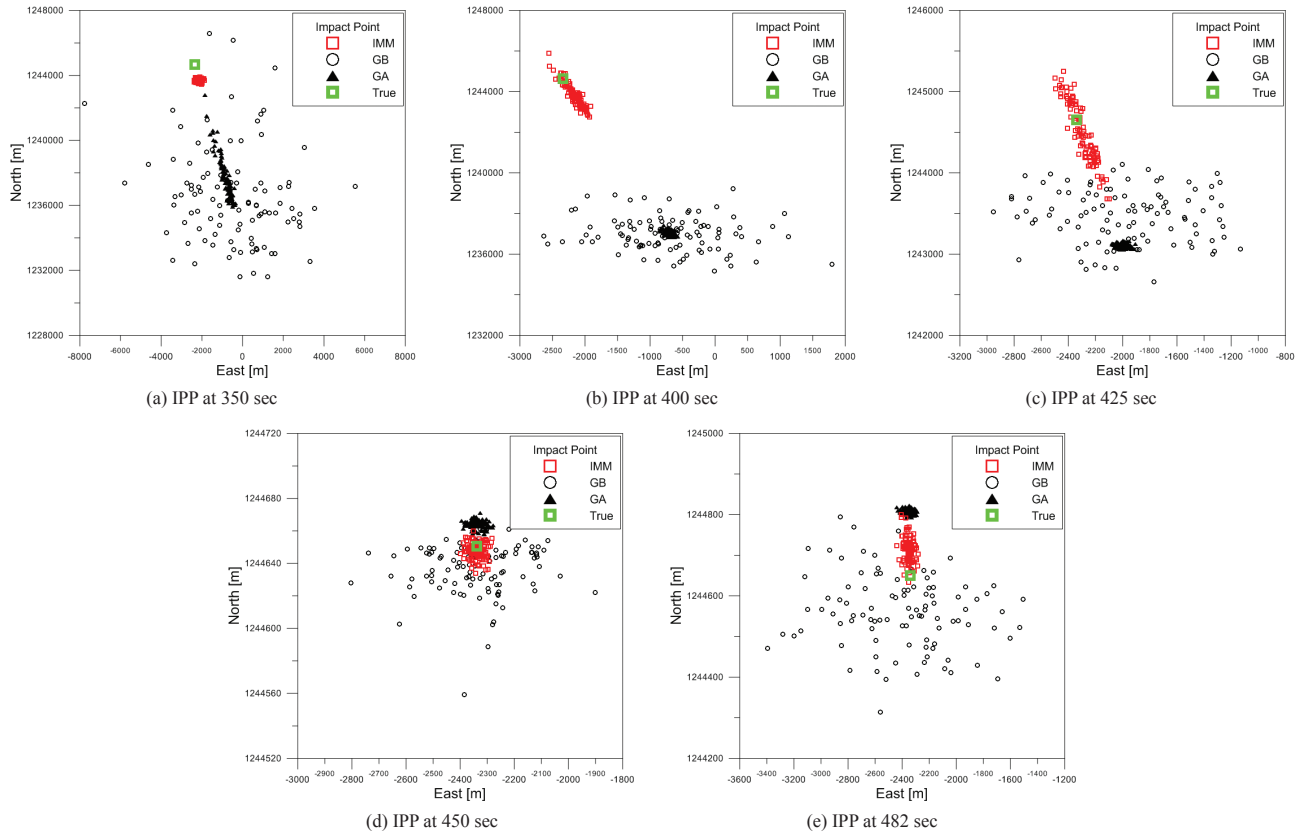 1248000
1244000
1240000
1236000
1232000
1228000
North [m]
-8000 -6000 -4000 -2000 0 2000 4000 6000 8000
East [m]
Impact Point
IMM
GB
GA
True
(a) IPP at 350 sec
1248000
1244000
1240000
1236000
1232000
North [m]
-3000 -2500 -2000 -1500 -1000 -500 0 500 1000 1500 2000
East [m]
Impact Point
IMM
GB
GA
True
(b) IPP at 400 sec
1246000
1245000
1244000
1243000
1242000
North [m]
-3200 -3000 -2800 -2600 -2400 -2200 -2000 -1800 -1600 -1400 -1200 -1000 -800
East [m]
Impact Point
IMM
GB
GA
True
(c) IPP at 425 sec
1244720
1244680
1244640
1244600
1244560
1244520
North [m]
-3000 -2900 -2800 -2700 -2600 -2500 -2400 -2300 -2200 -2100 -2000 -1900 -1800
East [m]
Impact Point
IMM
GB
GA
True
(d) IPP at 450 sec
1245000
1244800
1244600
1244400
1244200
North [m]
-3600 -3400 -3200 -3000 -2800 -2600 -2400 -2200 -2000 -1800 -1600 -1400 -1200
East [m]
Impact Point
IMM
GB
GA
True
(e) IPP at 482 sec